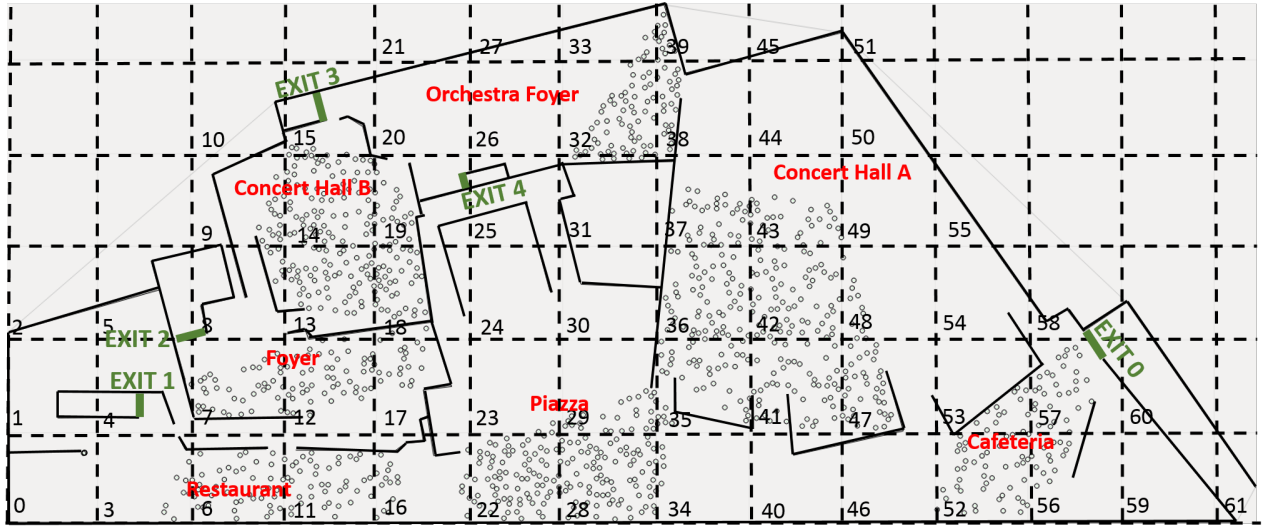 21 27 33 39 45 51
EXIT 3
Orchestra Foyer
10 15 20 26 32 38 44 50
Concert Hall B
EXIT 4
Concert Hall A
9 14 19 25 31 37 43 49 55
2 5 8 13 18 24 30 36 42 48 54 58
EXIT 2
Foyer
EXIT 0
EXIT 1
Piazza
1 4 7 12 17 23 29 35 41 47 53 57 60
Cafeteria
Restaurant
0 3 6 11 16 22 28 34 40 46 52 56 59 61